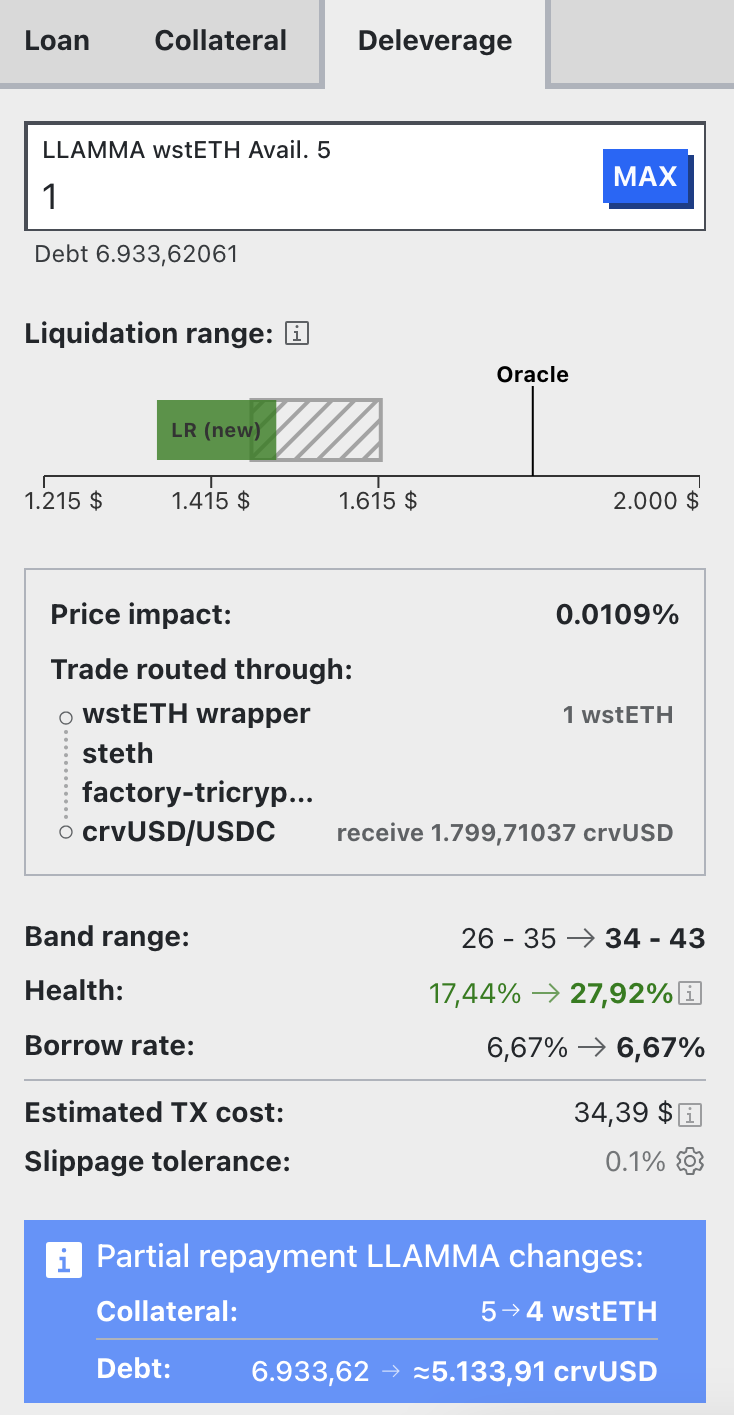 Loan Collateral Deleverage
LLAMMA wstETH Avail. 5
1 MAX
Debt 6.933,62061
Liquidation range:
Oracle
LR (new)
1.215 $ 1.415 $ 1.615 $ 2.000 $
Price impact: 0.0109%
Trade routed through:
wstETH wrapper 1 wstETH
steth
factory-tricryp...
crvUSD/USDC receive 1.799,71037 crvUSD
Band range: 26 - 35 → 34 - 43
Health: 17,44% → 27,92%
Borrow rate: 6,67% → 6,67%
Estimated TX cost: 34,39 $
Slippage tolerance: 0.1%
Partial repayment LLAMMA changes:
Collateral: 5 → 4 wstETH
Debt: 6.933,62 → ≈5.133,91 crvUSD